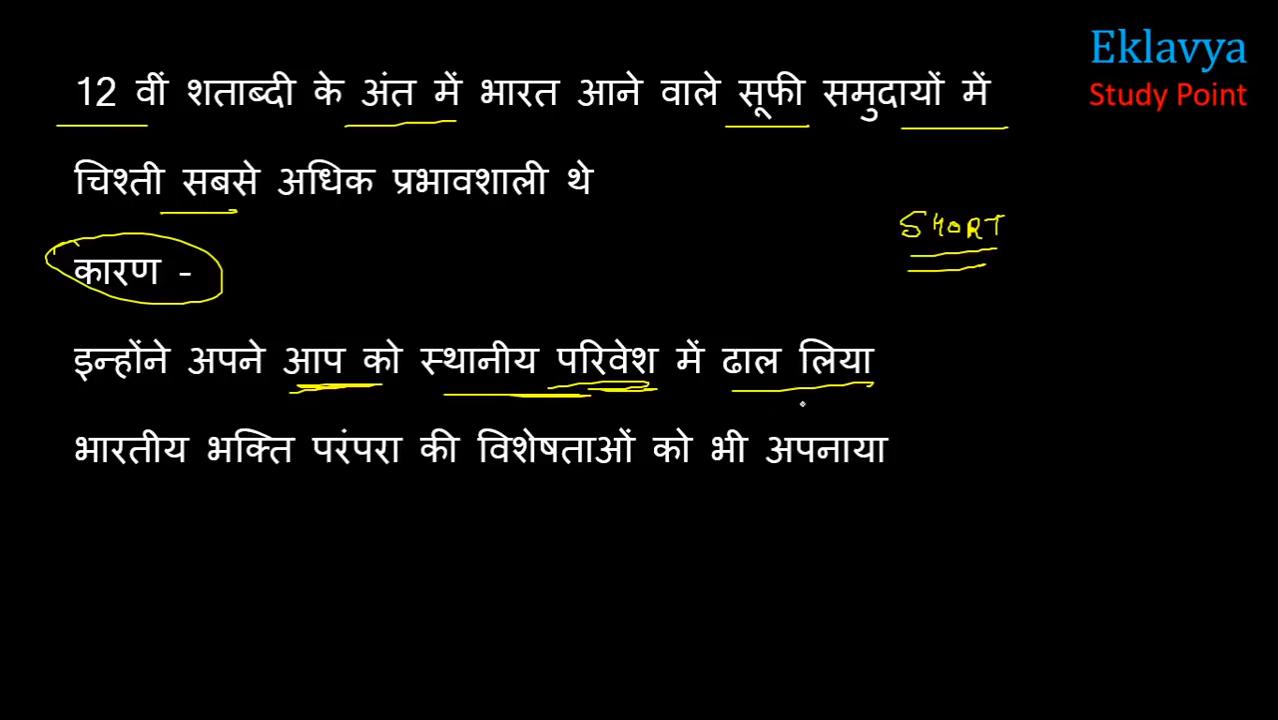 Eklavya
Study Point
12 वीं शताब्दी के अंत में भारत आने वाले सूफी समुदायों में
चिश्ती सबसे अधिक प्रभावशाली थे
SHORT
कारण -
इन्होंने अपने आप को स्थानीय परिवेश में ढाल लिया
भारतीय भक्ति परंपरा की विशेषताओं को भी अपनाया